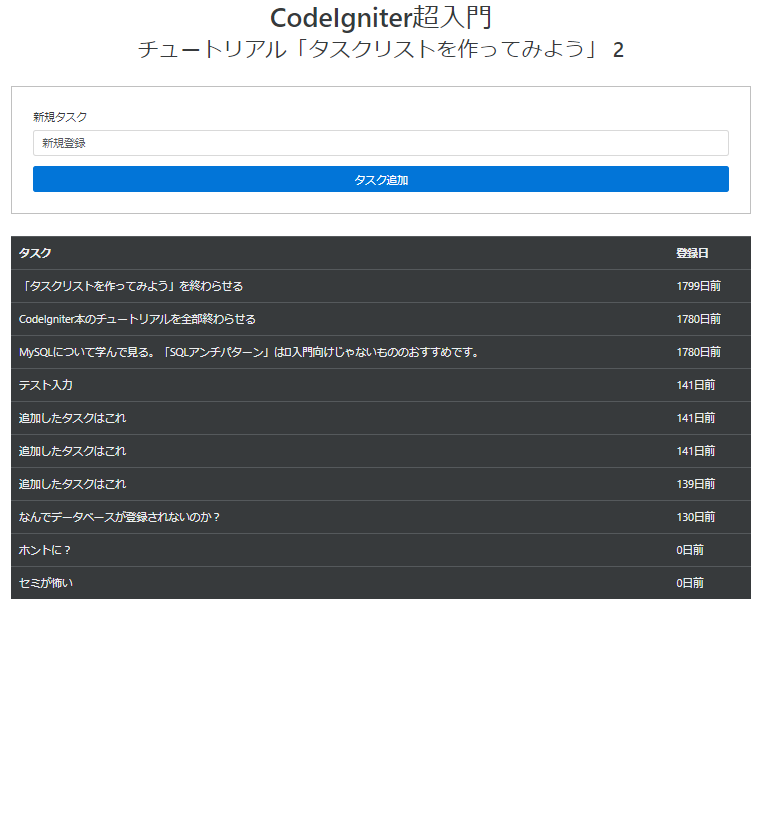 CodeIgniter超入門
チュートリアル「タスクリストを作ってみよう」 2
新規タスク
新規登録
タスク追加
タスク 登録日
「タスクリストを作ってみよう」を終わらせる 1799日前
CodeIgniter本のチュートリアルを全部終わらせる 1780日前
MySQLについて学んで見る。「SQLアンチパターン」は入門向けじゃないもののおすすめです。 1780日前
テスト入力 141日前
追加したタスクはこれ 141日前
追加したタスクはこれ 141日前
追加したタスクはこれ 139日前
なんでデータベースが登録されないのか？ 130日前
ホントに？ 0日前
セミが怖い 0日前